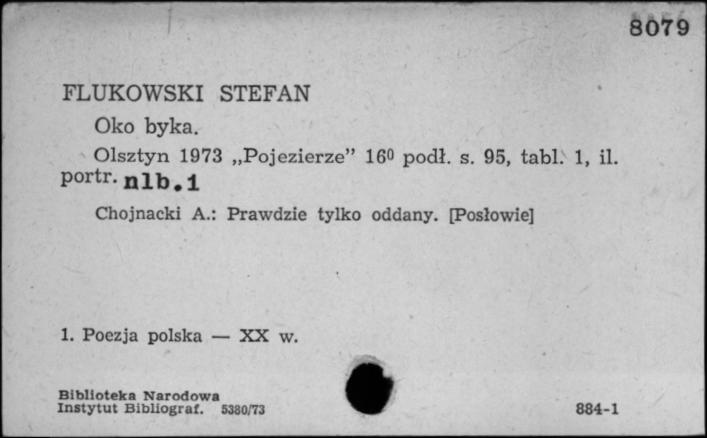 8079
FLUKOWSKI STEFAN
Oko byka.
Olsztyn 1973 „Pojezierze” 16⁰ podł. s. 95, tabl. 1, il.
portr. nlb.1
Chojnacki A.: Prawdzie tylko oddany. [Posłowie]
1. Poezja polska — XX w.
Biblioteka Narodowa
Instytut Bibliograf. 5380/73
884-1